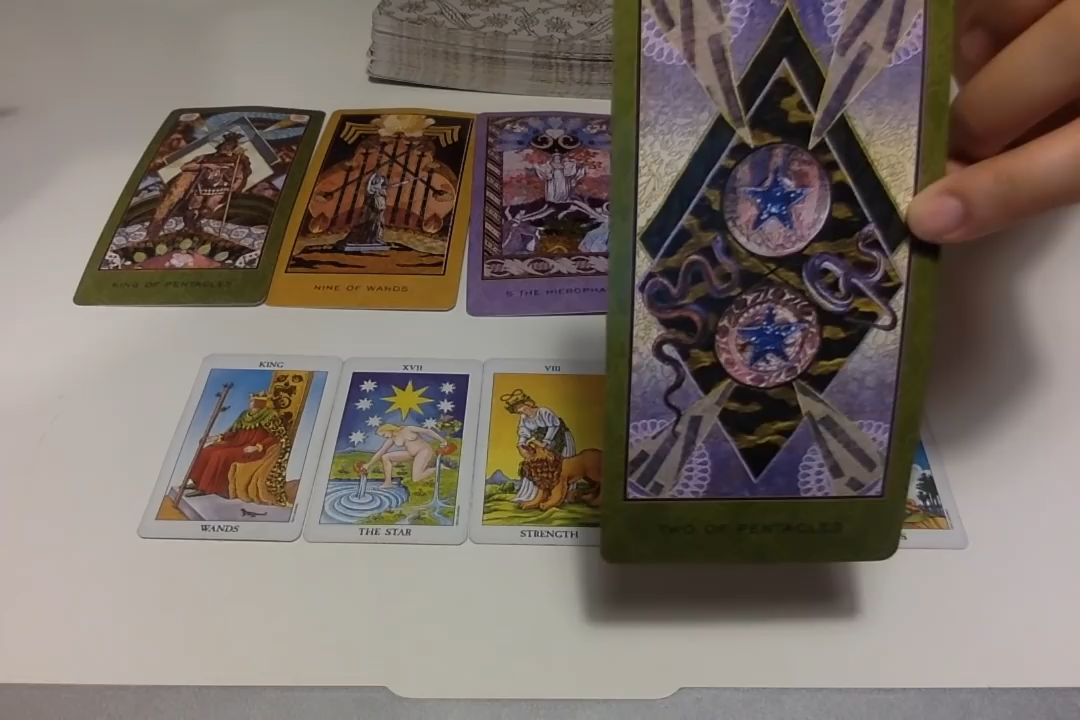 KING OF PENTACLES
NINE OF WANDS
5 THE HIEROPHA
KING
WANDS
XVII
THE STAR
VIII
STRENGTH
TWO OF PENTACLES
S